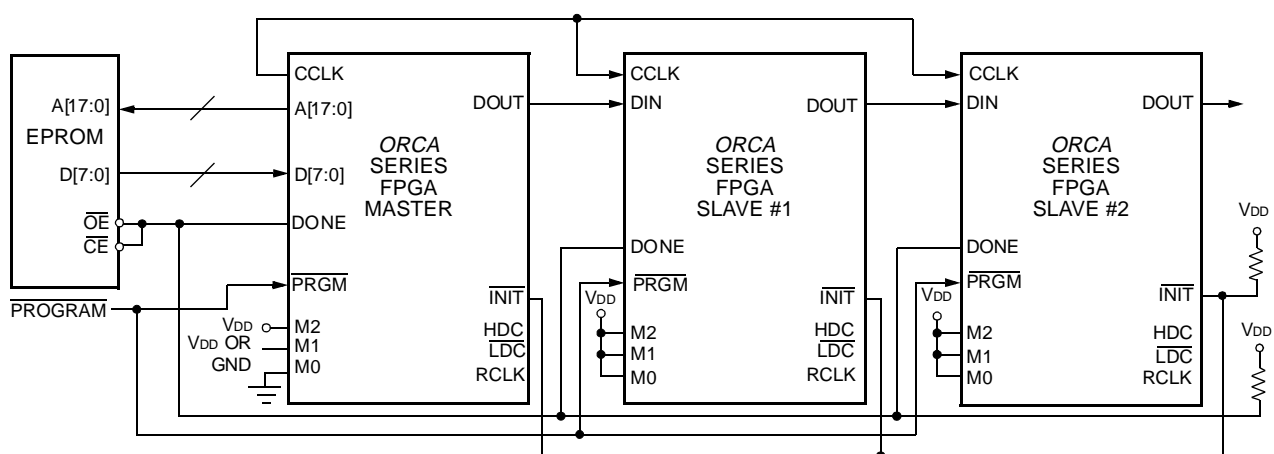 A[17:0]
EPROM
D[7:0]
OE
CE
PROGRAM
CCLK
A[17:0]
DOUT
ORCA
SERIES
FPGA
MASTER
D[7:0]
DONE
PRGM
INIT
VDD
M2
VDD OR
GND
M1
M0
HDC
LDC
RCLK
CCLK
DIN
DOUT
ORCA
SERIES
FPGA
SLAVE #1
DONE
PRGM
VDD
INIT
M2
M1
M0
HDC
LDC
RCLK
CCLK
DIN
DOUT
ORCA
SERIES
FPGA
SLAVE #2
DONE
PRGM
VDD
INIT
M2
M1
M0
HDC
LDC
RCLK
VDD
VDD